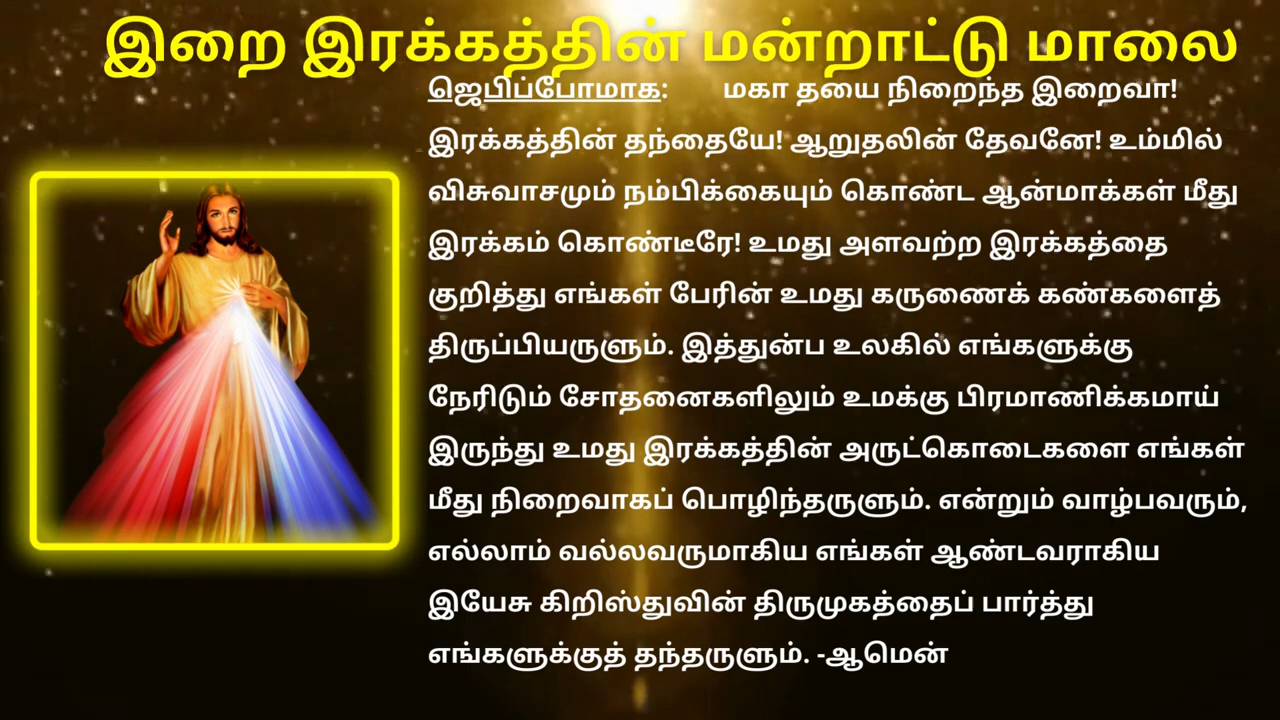 இறை இரக்கத்தின் மன்றாட்டு மாலை
ஜெபிப்போமாக: மகா தயை நிறைந்த இறைவா!
இரக்கத்தின் தந்தையே! ஆறுதலின் தேவனே! உம்மில்
விசுவாசமும் நம்பிக்கையும் கொண்ட ஆன்மாக்கள் மீது
இரக்கம் கொண்டீரே! உமது அளவற்ற இரக்கத்தை
குறித்து எங்கள் பேரின் உமது கருணைக் கண்களைத்
திருப்பியருளும். இத்துன்ப உலகில் எங்களுக்கு
நேரிடும் சோதனைகளிலும் உமக்கு பிரமாணிக்கமாய்
இருந்து உமது இரக்கத்தின் அருட்கொடைகளை எங்கள்
மீது நிறைவாகப் பொழிந்தருளும். என்றும் வாழ்பவரும்,
எல்லாம் வல்லவருமாகிய எங்கள் ஆண்டவராகிய
இயேசு கிறிஸ்துவின் திருமுகத்தைப் பார்த்து
எங்களுக்குத் தந்தருளும். -ஆமென்